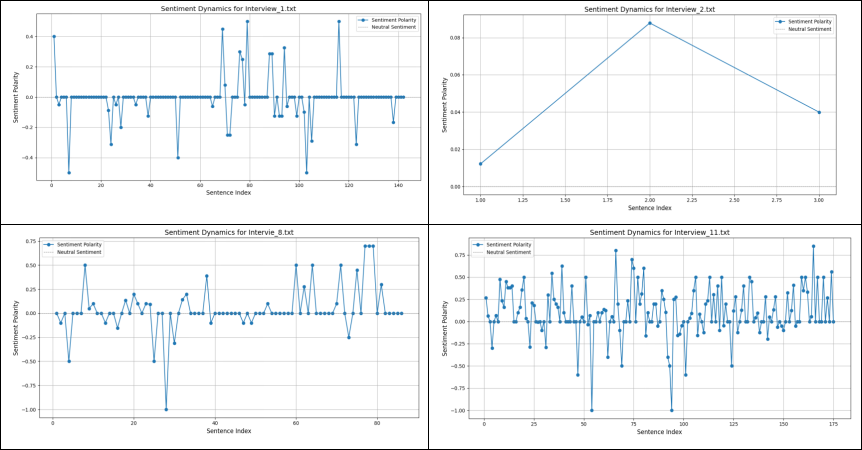 Sentiment Dynamics for Interview_1.txt
Sentiment Polarity
Neutral Sentiment
0.4
0.2
0.0
−0.2
−0.4
Sentiment Polarity
0
20
40
60
80
100
120
140
Sentence Index
Sentiment Dynamics for Interview_2.txt
Sentiment Polarity
Neutral Sentiment
0.08
0.06
0.04
0.02
0.00
Sentiment Polarity
1.00
1.25
1.50
1.75
2.00
2.25
2.50
2.75
3.00
Sentence Index
Sentiment Dynamics for Intervie_8.txt
Sentiment Polarity
Neutral Sentiment
0.75
0.50
0.25
0.00
−0.25
−0.50
−0.75
−1.00
Sentiment Polarity
0
20
40
60
80
Sentence Index
Sentiment Dynamics for Interview_11.txt
Sentiment Polarity
Neutral Sentiment
0.75
0.50
0.25
0.00
−0.25
−0.50
−0.75
−1.00
Sentiment Polarity
0
25
50
75
100
125
150
175
Sentence Index